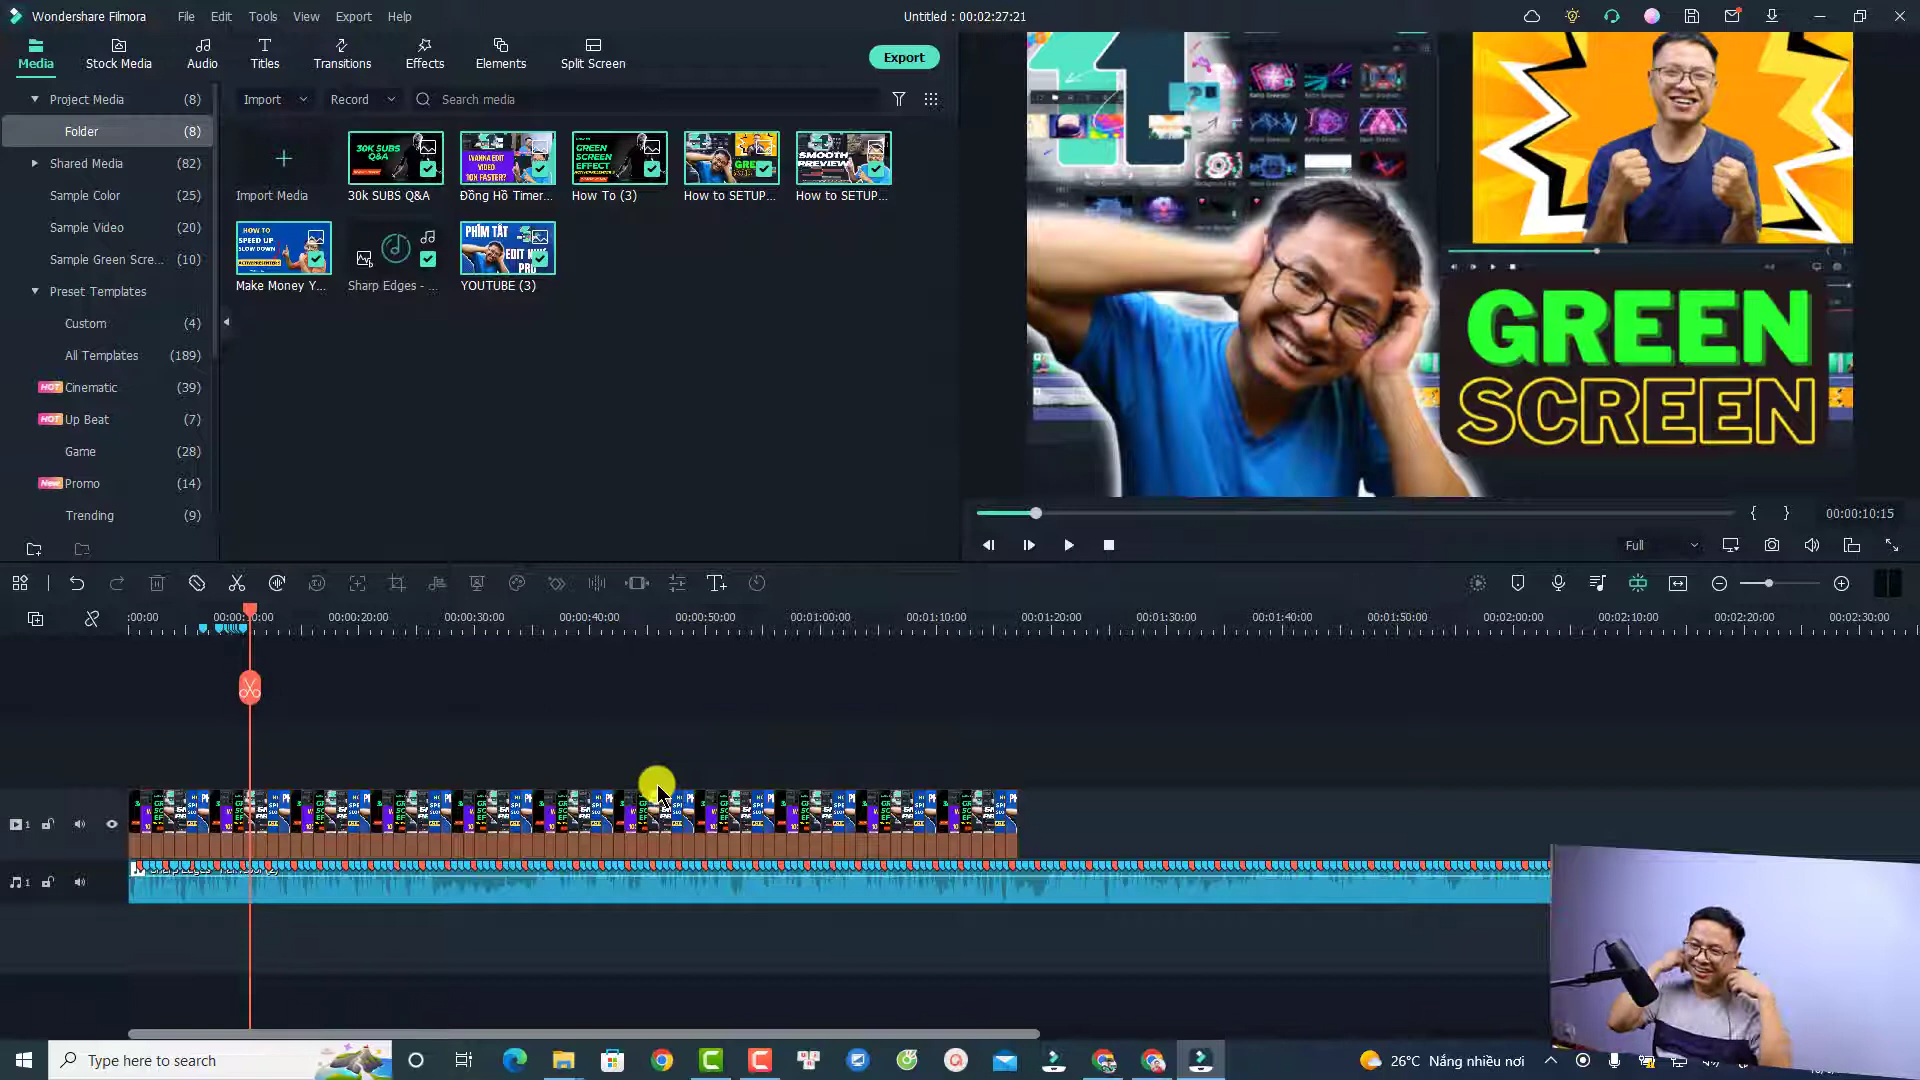 Wondershare Filmora
File Edit Tools View Export Help
Untitled : 00:02:27:21
Media
Stock Media
Audio
Titles
Transitions
Effects
Elements
Split Screen
Export
Project Media (8)
Folder (8)
Shared Media (82)
Sample Color (25)
Sample Video (20)
Sample Green Scre... (10)
Preset Templates
Custom (4)
All Templates (189)
HOT Cinematic (39)
HOT Up Beat (7)
Game (28)
New Promo (14)
Trending (9)
Import
Record
Search media
Import Media
30K SUBS
Q&A
30k SUBS Q&A
WANNA EDIT
VIDEO
10X FASTER?
Đồng Hồ Timer...
GREEN
SCREEN
EFFECT
How To (3)
How to SETUP...
SMOOTH
PREVIEW
How to SETUP...
HOW TO
SPEED UP
SLOW DOWN
Make Money Y...
Sharp Edges - ...
PHÍM TẮT
EDIT
PRO
YOUTUBE (3)
GREEN
SCREEN
00:00:10:15
Full
:00:00 00:00:10:00 00:00:20:00 00:00:30:00 00:00:40:00 00:00:50:00 00:01:00:00 00:01:10:00 00:01:20:00 00:01:30:00 00:01:40:00 00:01:50:00 00:02:00:00 00:02:10:00 00:02:20:00 00:02:30:00
1
1
Type here to search
26°C Nắng nhiều nơi